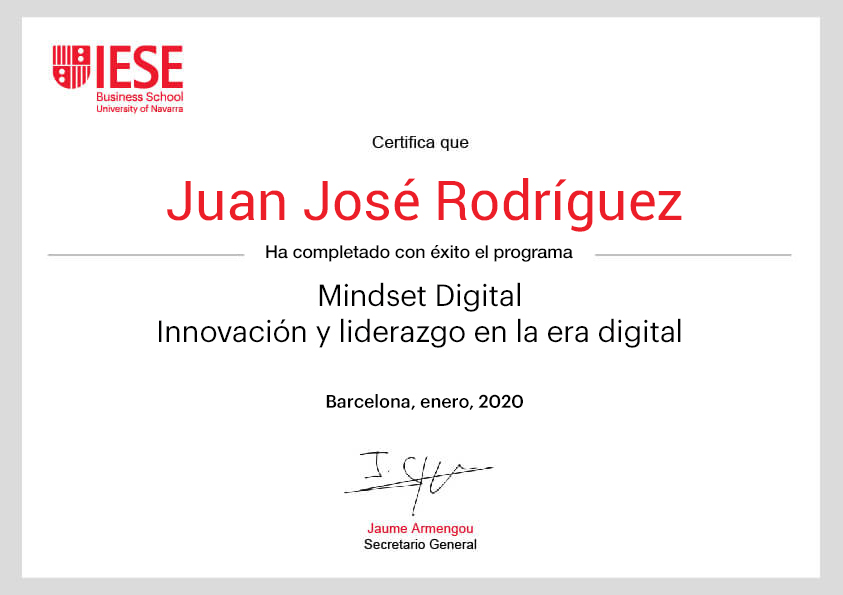 IESE
Business School
University of Navarra
Certifica que
Juan José Rodríguez
Ha completado con éxito el programa
Mindset Digital
Innovación y liderazgo en la era digital
Barcelona, enero, 2020
Jaume Armengou
Secretario General